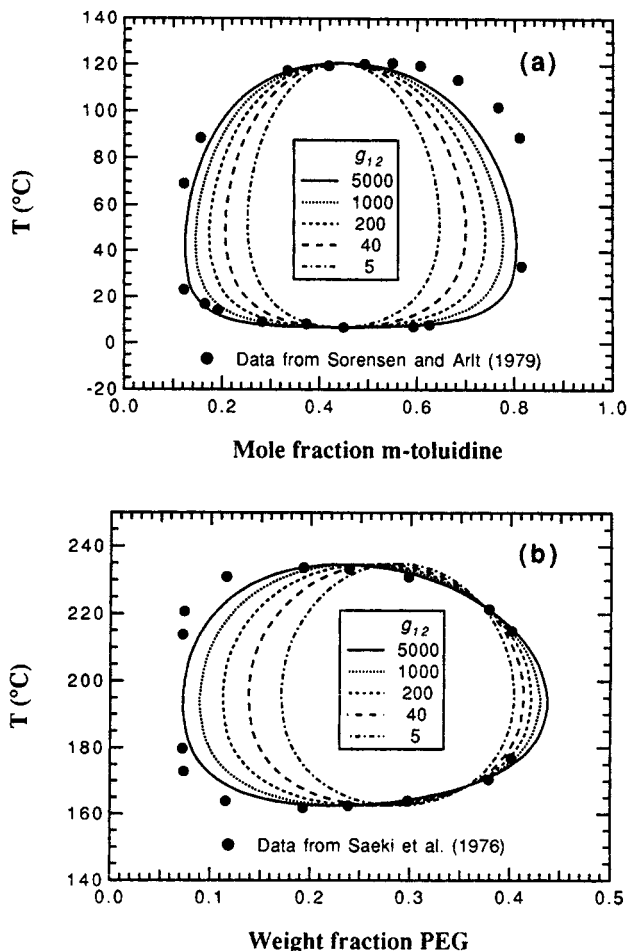 140
120
100
80
60
40
20
0
-20
T (°C)
(a)
g12
5000
1000
200
40
5
Data from Sorensen and Arlt (1979)
0.0 0.2 0.4 0.6 0.8 1.0
Mole fraction m-toluidine
240
220
200
180
160
140
T (°C)
(b)
g12
5000
1000
200
40
5
Data from Saeki et al. (1976)
0.0 0.1 0.2 0.3 0.4 0.5
Weight fraction PEG